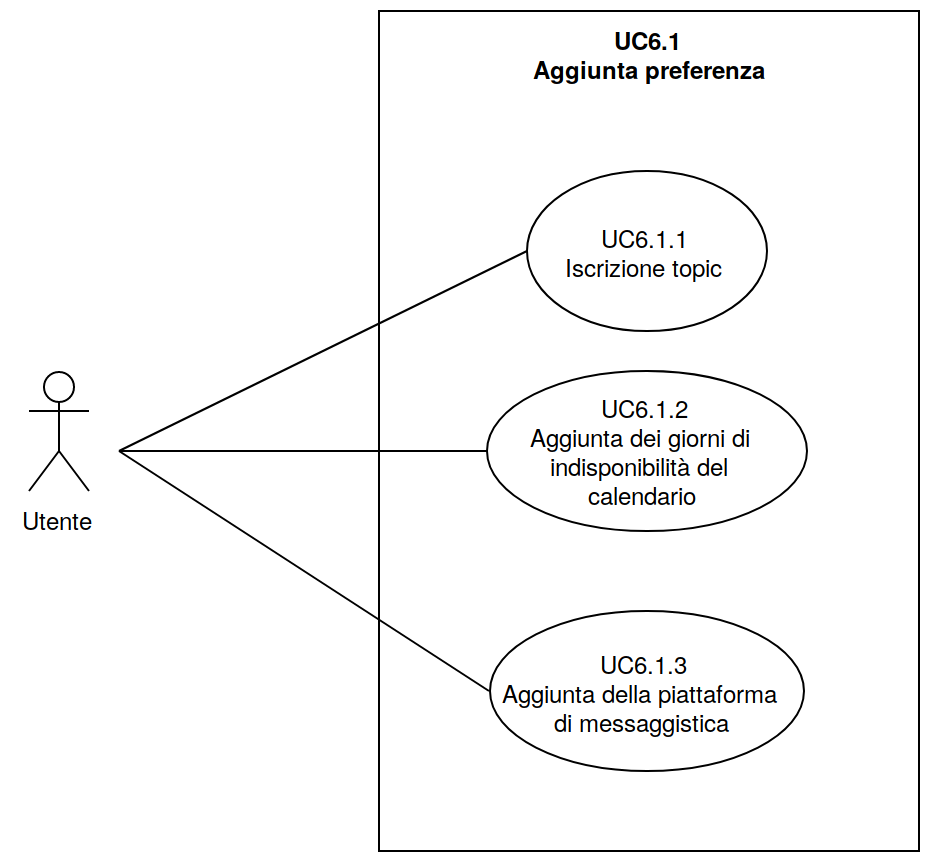 UC6.1
Aggiunta preferenza
UC6.1.1
Iscrizione topic
UC6.1.2
Aggiunta dei giorni di
indisponibilità del
calendario
Utente
UC6.1.3
Aggiunta della piattaforma
di messaggistica